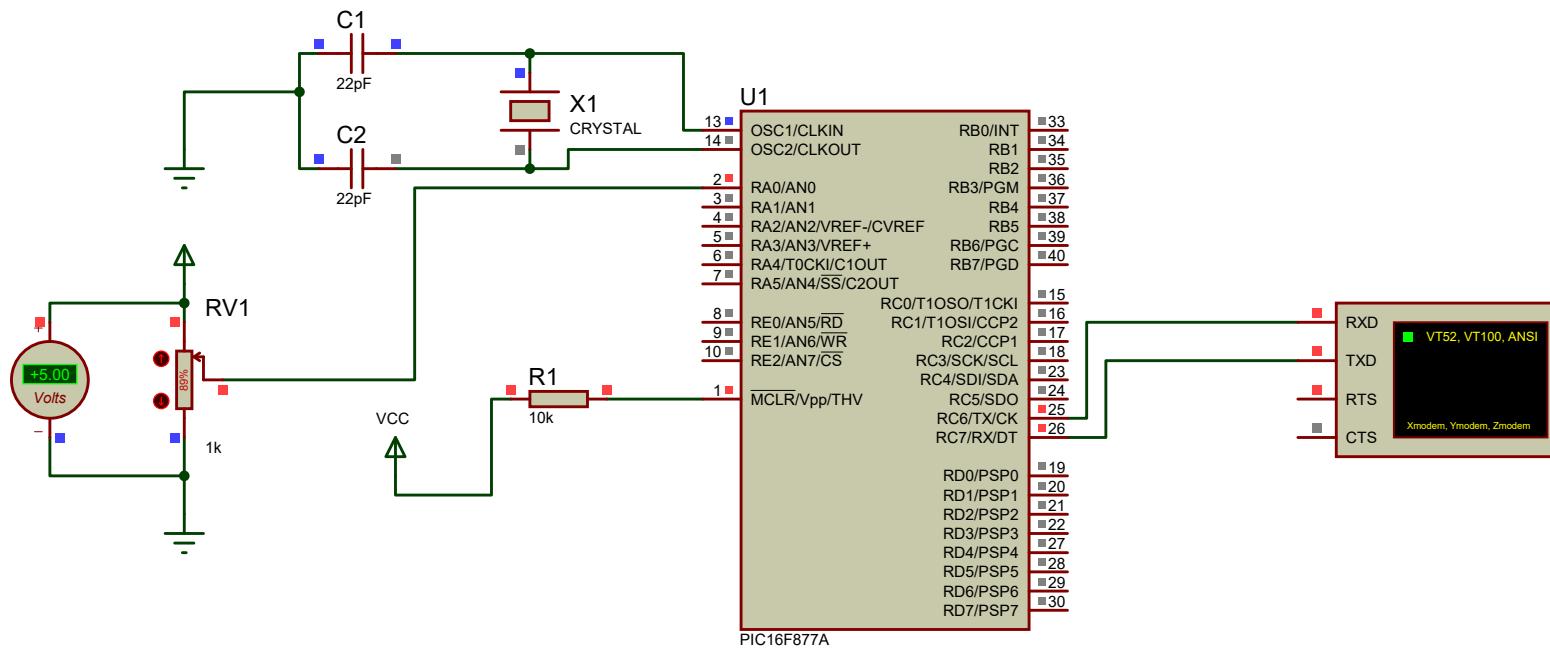 C1
22pF
C2
22pF
X1
CRYSTAL
RV1
89%
1k
+
+5.00
Volts
−
VCC
R1
10k
U1
13 OSC1/CLKIN
14 OSC2/CLKOUT
2 RA0/AN0
3 RA1/AN1
4 RA2/AN2/VREF-/CVREF
5 RA3/AN3/VREF+
6 RA4/T0CKI/C1OUT
7 RA5/AN4/SS/C2OUT
8 RE0/AN5/RD
9 RE1/AN6/WR
10 RE2/AN7/CS
1 MCLR/Vpp/THV
RB0/INT 33
RB1 34
RB2 35
RB3/PGM 36
RB4 37
RB5 38
RB6/PGC 39
RB7/PGD 40
RC0/T1OSO/T1CKI 15
RC1/T1OSI/CCP2 16
RC2/CCP1 17
RC3/SCK/SCL 18
RC4/SDI/SDA 23
RC5/SDO 24
RC6/TX/CK 25
RC7/RX/DT 26
RD0/PSP0 19
RD1/PSP1 20
RD2/PSP2 21
RD3/PSP3 22
RD4/PSP4 27
RD5/PSP5 28
RD6/PSP6 29
RD7/PSP7 30
PIC16F877A
RXD
TXD
RTS
CTS
VT52, VT100, ANSI
Xmodem, Ymodem, Zmodem